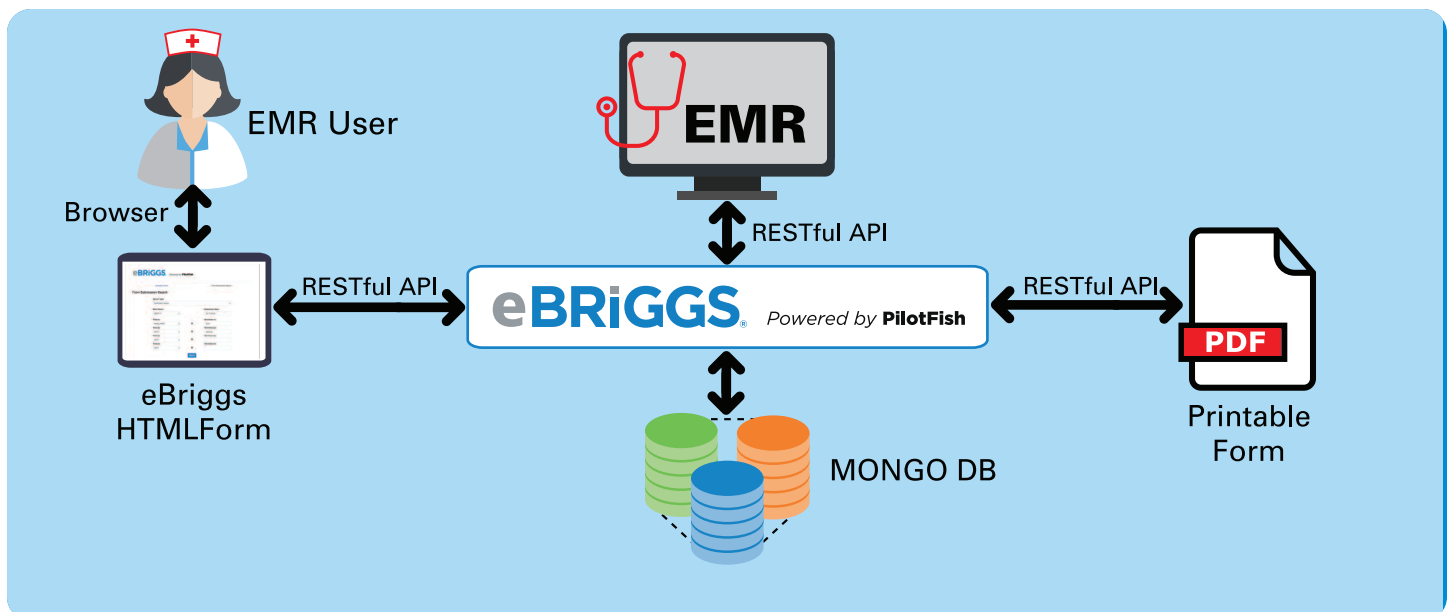 EMR User
EMR
Browser
RESTful API
eBRiGGS
RESTful API
eBRiGGS® Powered by PilotFish
RESTful API
PDF
eBriggs
HTMLForm
MONGO DB
Printable
Form